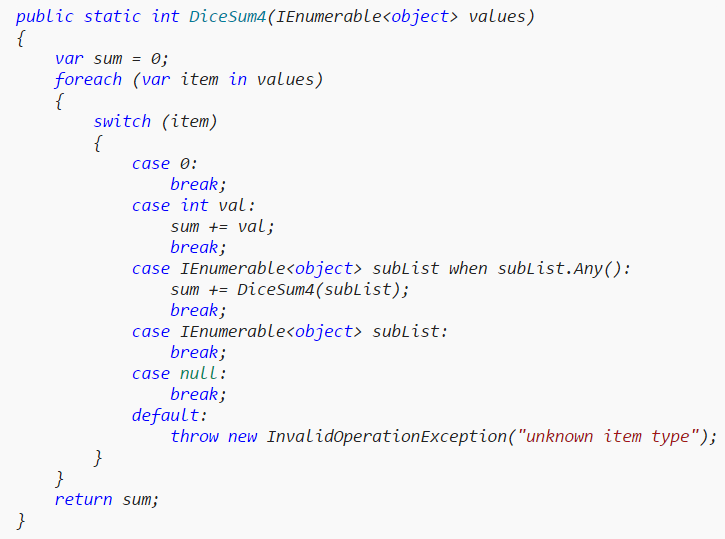 public static int DiceSum4(IEnumerable<object> values)
{
    var sum = 0;
    foreach (var item in values)
    {
        switch (item)
        {
            case 0:
                break;
            case int val:
                sum += val;
                break;
            case IEnumerable<object> subList when subList.Any():
                sum += DiceSum4(subList);
                break;
            case IEnumerable<object> subList:
                break;
            case null:
                break;
            default:
                throw new InvalidOperationException("unknown item type");
        }
    }
    return sum;
}